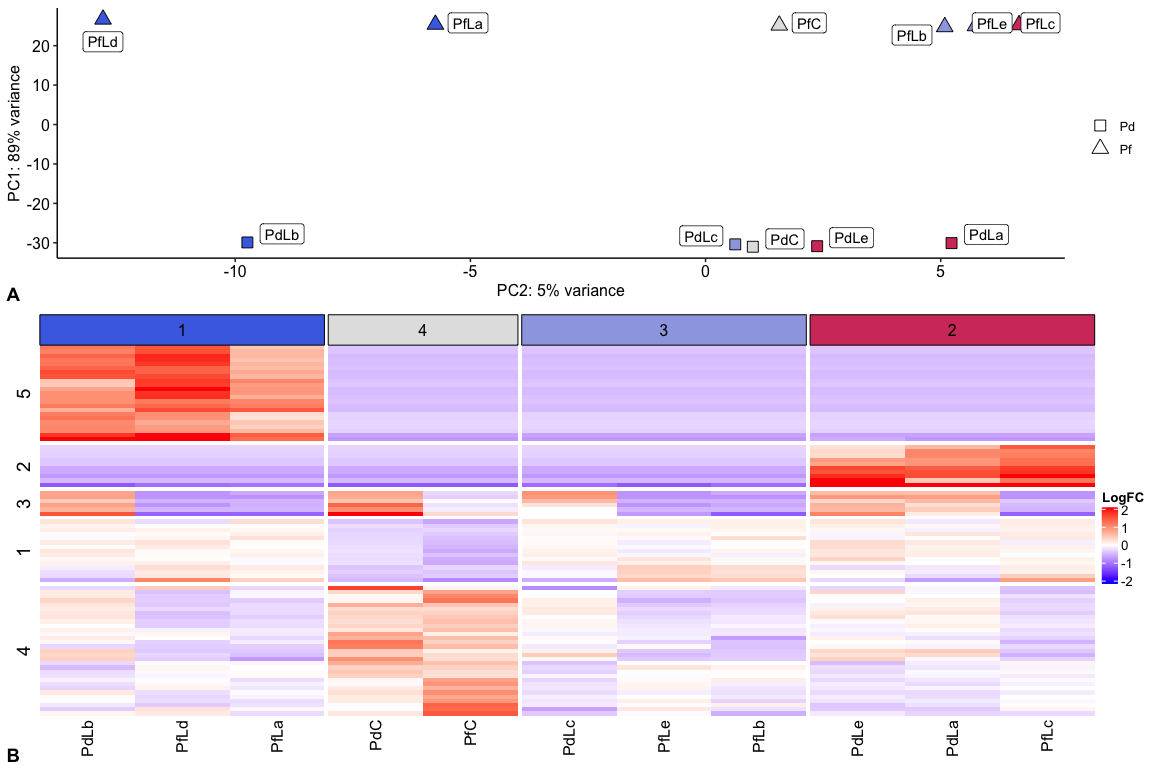 PfLd
PfLa
PfC
PfLb
PfLe
PfLc
PdLb
PdLc
PdC
PdLe
PdLa
20
10
0
-10
-20
-30
PC1: 89% variance
-10
-5
0
5
PC2: 5% variance
Pd
Pf
A
1
4
3
2
5
2
3
1
4
LogFC
2
1
0
-1
-2
PdLb
PfLd
PfLa
PdC
PfC
PdLc
PfLe
PfLb
PdLe
PdLa
PfLc
B